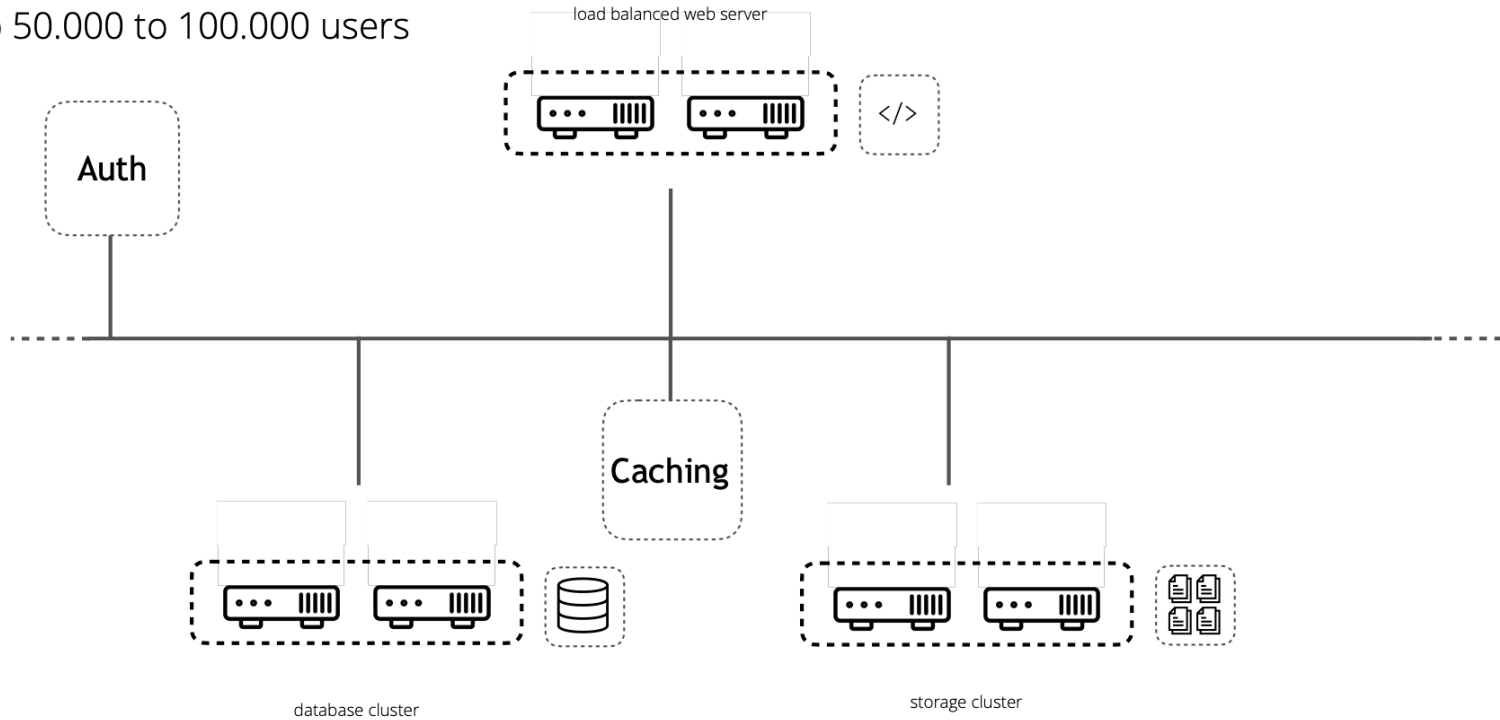 50.000 to 100.000 users
load balanced web server
</>
Auth
Caching
database cluster
storage cluster